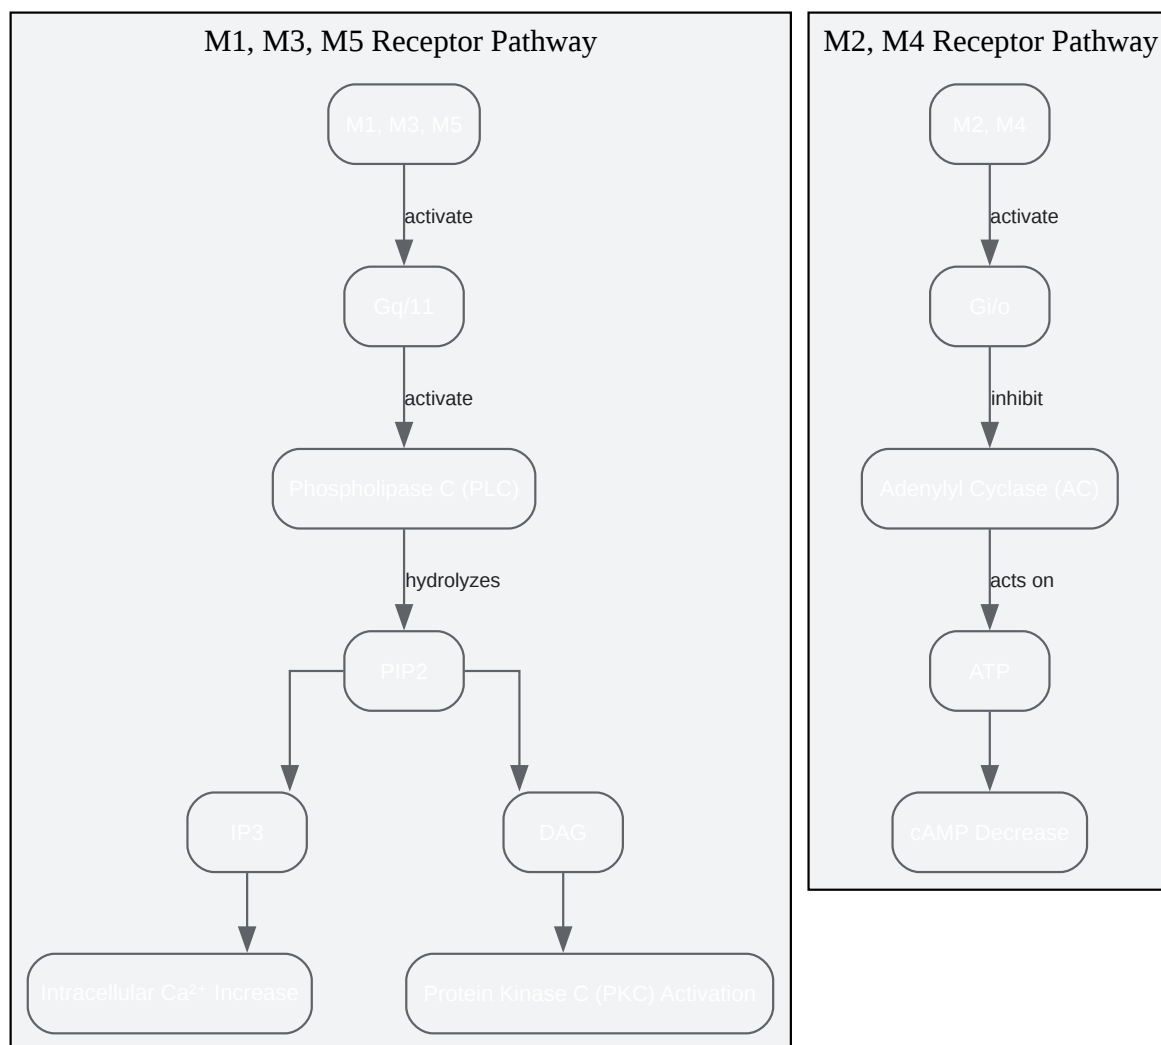 M1, M3, M5 Receptor Pathway
M1, M3, M5
activate
Gq/11
activate
Phospholipase C (PLC)
hydrolyzes
PIP2
IP3
DAG
Intracellular Ca²⁺ Increase
Protein Kinase C (PKC) Activation
M2, M4 Receptor Pathway
M2, M4
activate
Gi/o
inhibit
Adenylyl Cyclase (AC)
acts on
ATP
cAMP Decrease